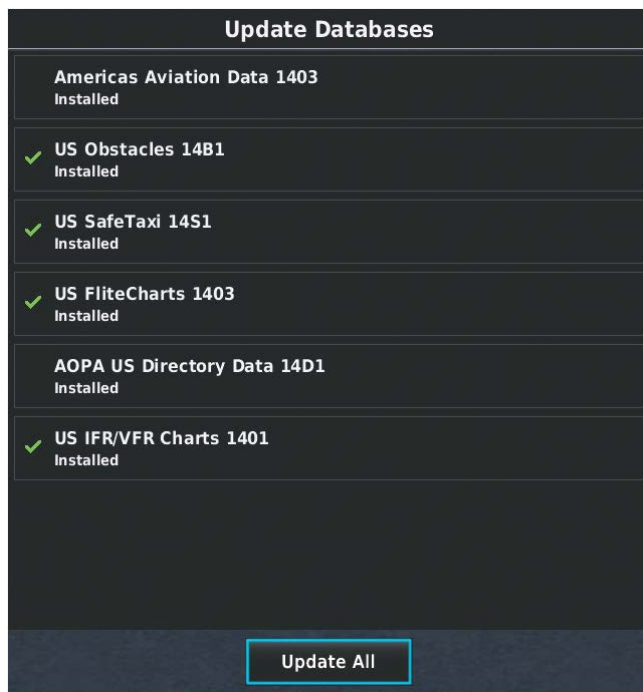 Update Databases
Americas Aviation Data 1403
Installed
US Obstacles 14B1
Installed
US SafeTaxi 14S1
Installed
US FliteCharts 1403
Installed
AOPA US Directory Data 14D1
Installed
US IFR/VFR Charts 1401
Installed
Update All